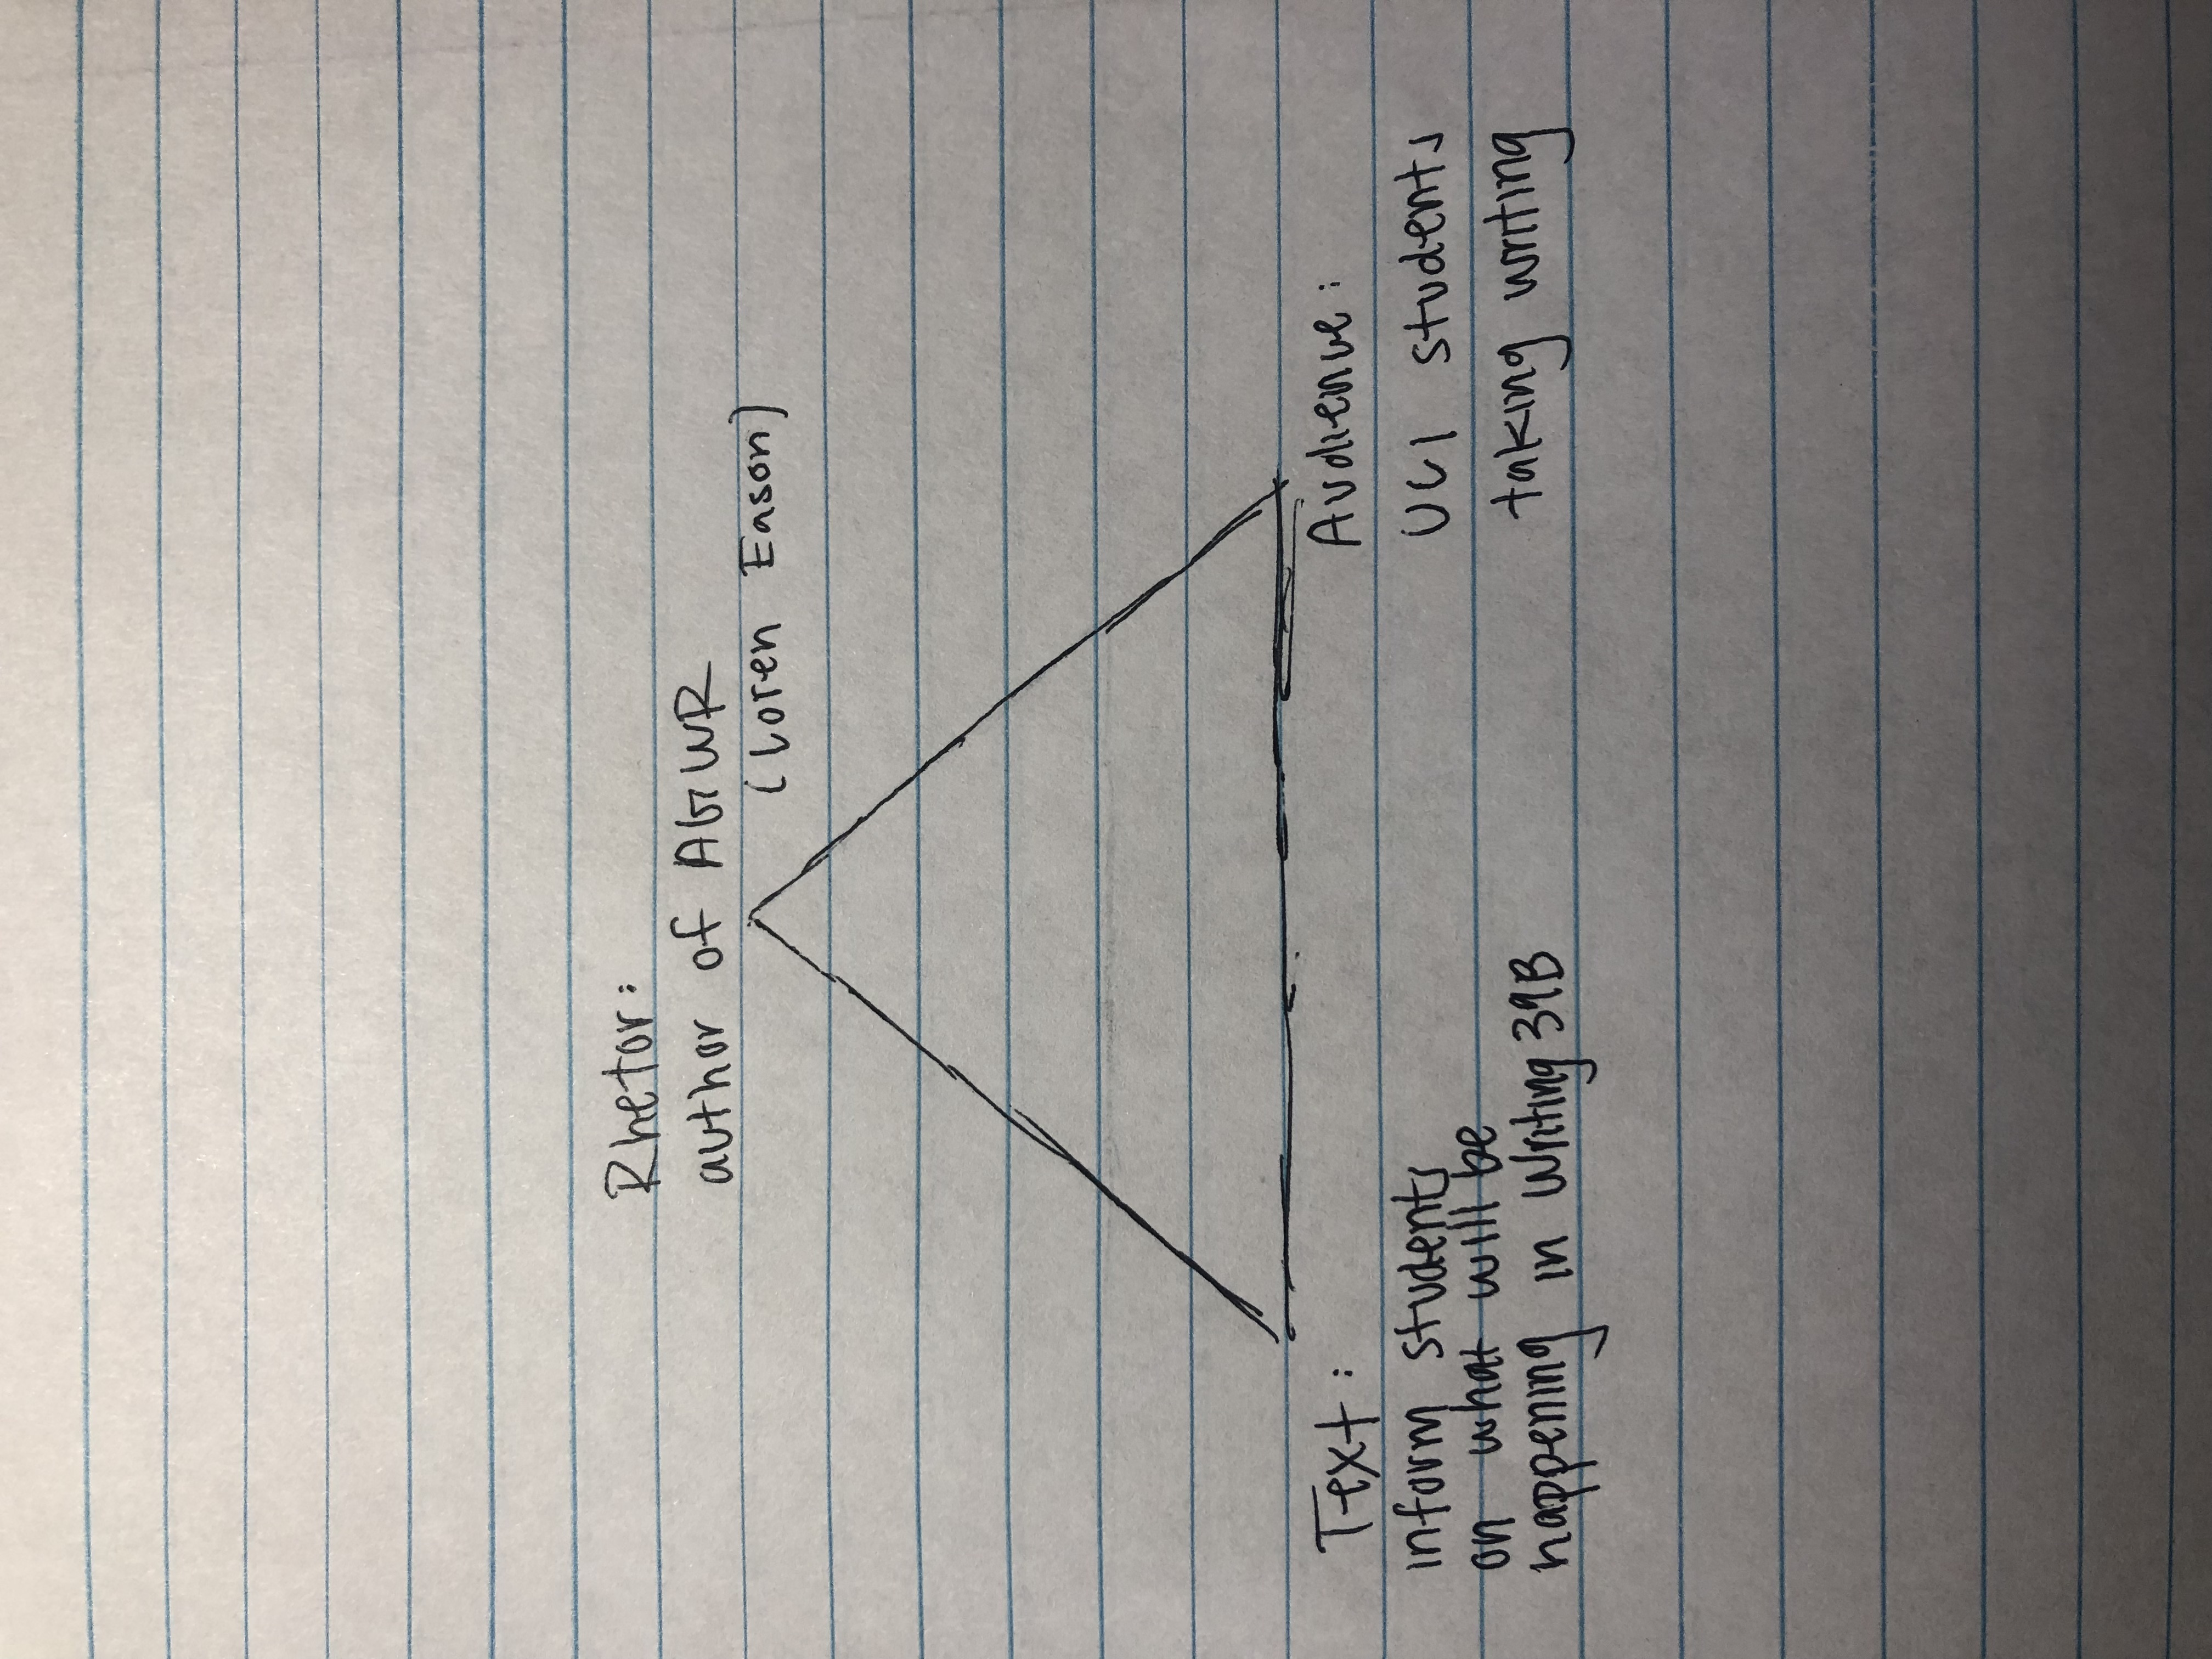 Rhetor:
author of AGWR
(Loren Eason)
Text:
inform students
on what will be
happening in Writing 39B
Audience:
UCI students
taking writing